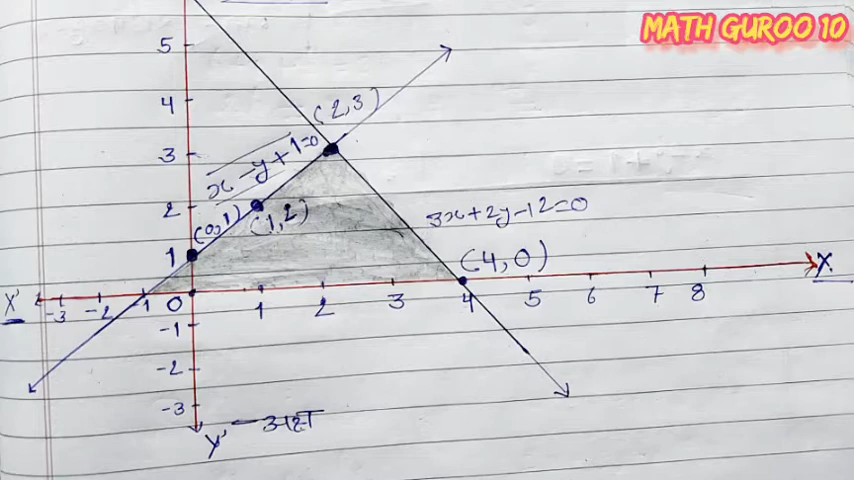 MATH GUROO 10
5
4
(2,3)
3
x-y+1=0
2
(0,1)
(1,2)
3x+2y-12=0
1
(4,0)
X
X'
-3 -2 -1 0 1 2 3 4 5 6 7 8
-1
-2
-3
y'